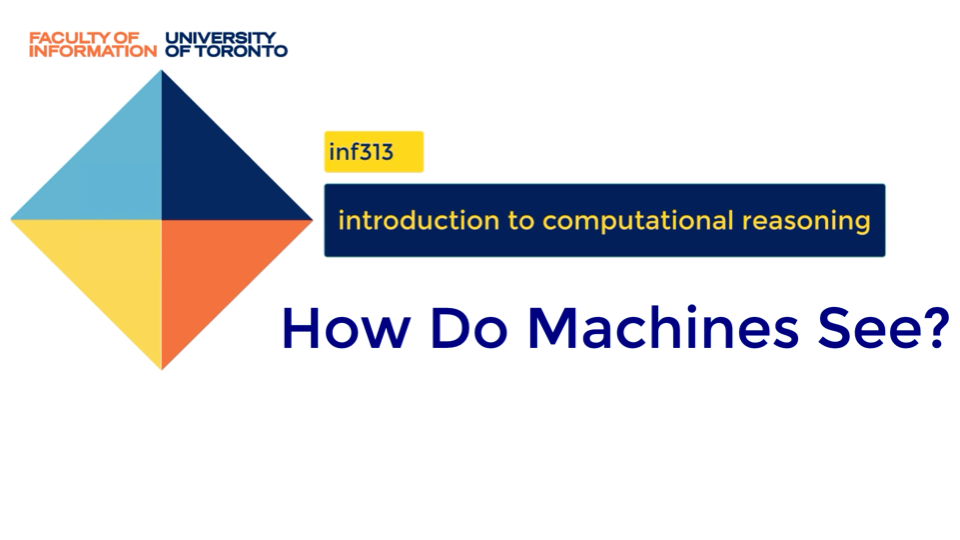 FACULTY OF INFORMATION
UNIVERSITY OF TORONTO
inf313
introduction to computational reasoning
How Do Machines See?